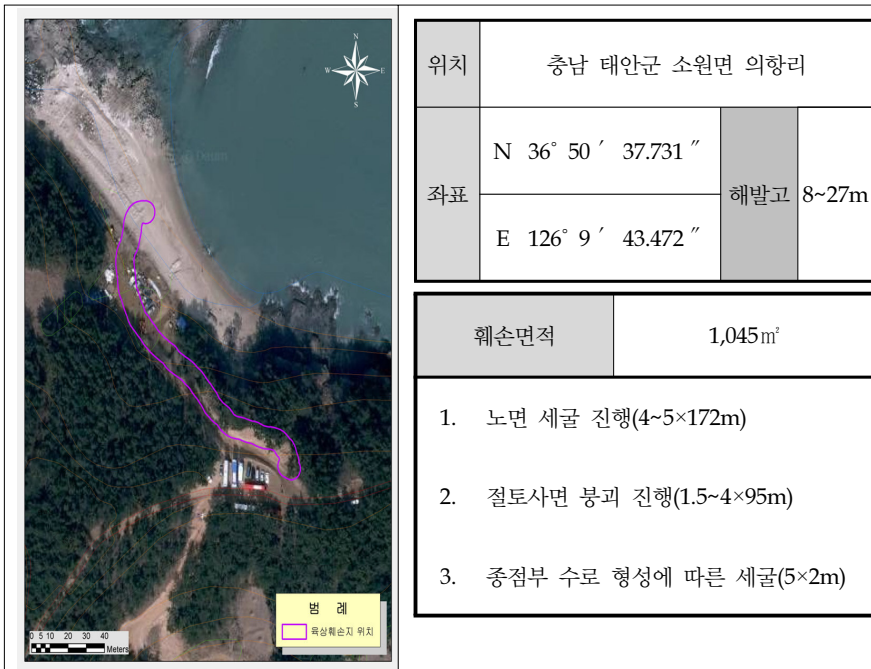 N
W E
S
© Daum
범 례
육상훼손지 위치
0 5 10 20 30 40
Meters
위치 충남 태안군 소원면 의항리
좌표 N 36° 50 ′ 37.731 ″ 해발고 8~27m
E 126° 9 ′ 43.472 ″
훼손면적 1,045㎡
1. 노면 세굴 진행(4~5×172m)
2. 절토사면 붕괴 진행(1.5~4×95m)
3. 종점부 수로 형성에 따른 세굴(5×2m)